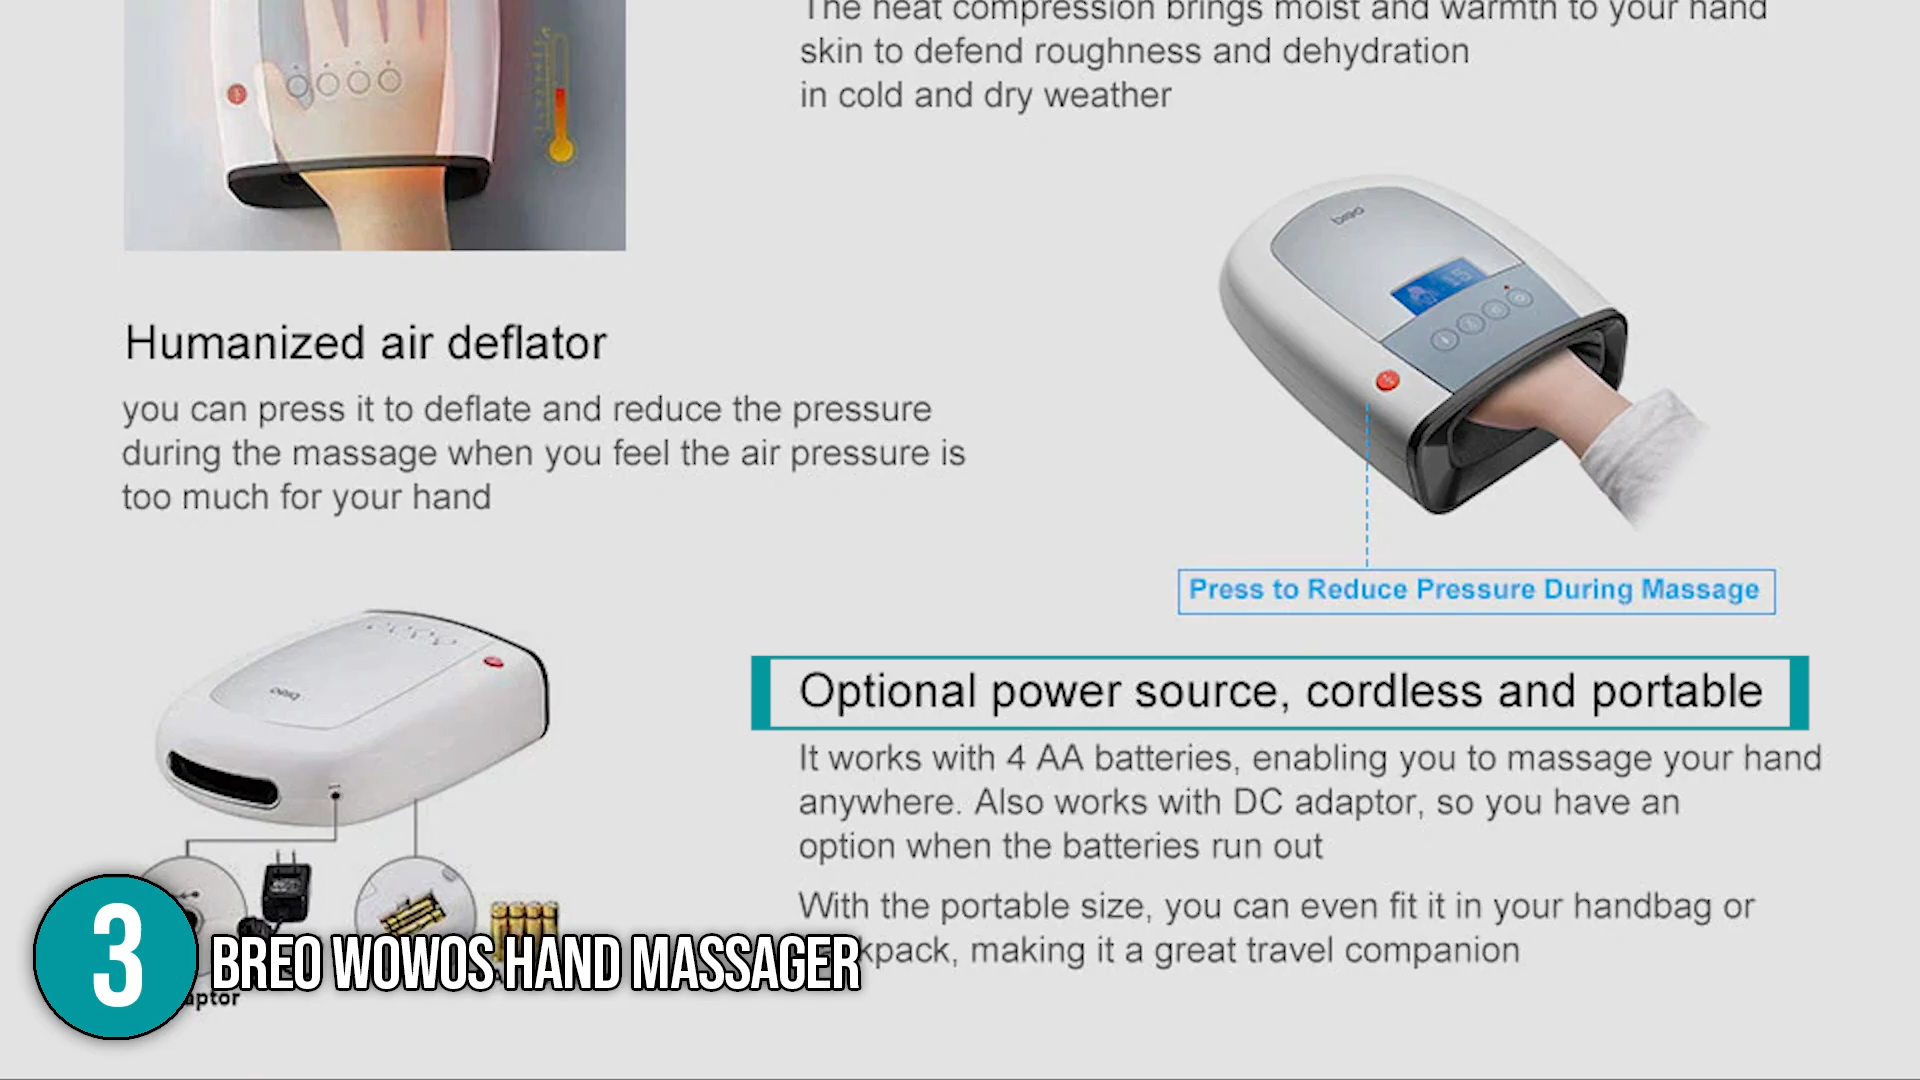 The heat compression brings moist and warmth to your hand
skin to defend roughness and dehydration
in cold and dry weather
breo
15
Humanized air deflator
you can press it to deflate and reduce the pressure
during the massage when you feel the air pressure is
too much for your hand
Press to Reduce Pressure During Massage
breo
Optional power source, cordless and portable
It works with 4 AA batteries, enabling you to massage your hand
anywhere. Also works with DC adaptor, so you have an
option when the batteries run out
With the portable size, you can even fit it in your handbag or
kpack, making it a great travel companion
3 BREO WOWOS HAND MASSAGER
aptor